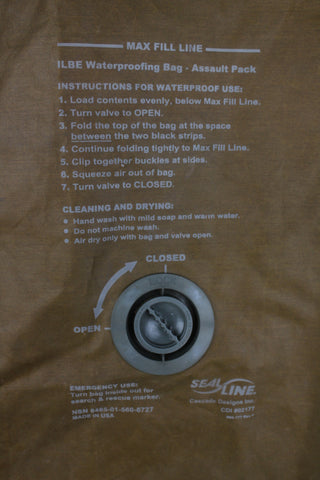 MAX FILL LINE
ILBE Waterproofing Bag - Assault Pack
INSTRUCTIONS FOR WATERPROOF USE:
1. Load contents evenly, below Max Fill Line.
2. Turn valve to OPEN.
3. Fold the top of the bag at the space
between the two black strips.
4. Continue folding tightly to Max Fill Line.
5. Clip together buckles at sides.
6. Squeeze air out of bag.
7. Turn valve to CLOSED.
CLEANING AND DRYING:
• Hand wash with mild soap and warm water.
• Do not machine wash.
• Air dry only with bag and valve open.
CLOSED
OPEN
EMERGENCY USE:
Turn bag inside out for
search & rescue marker.
NSN 8465-01-560-6727
MADE IN USA
SEAL LINE
Cascade Designs Inc.
CDI #02177